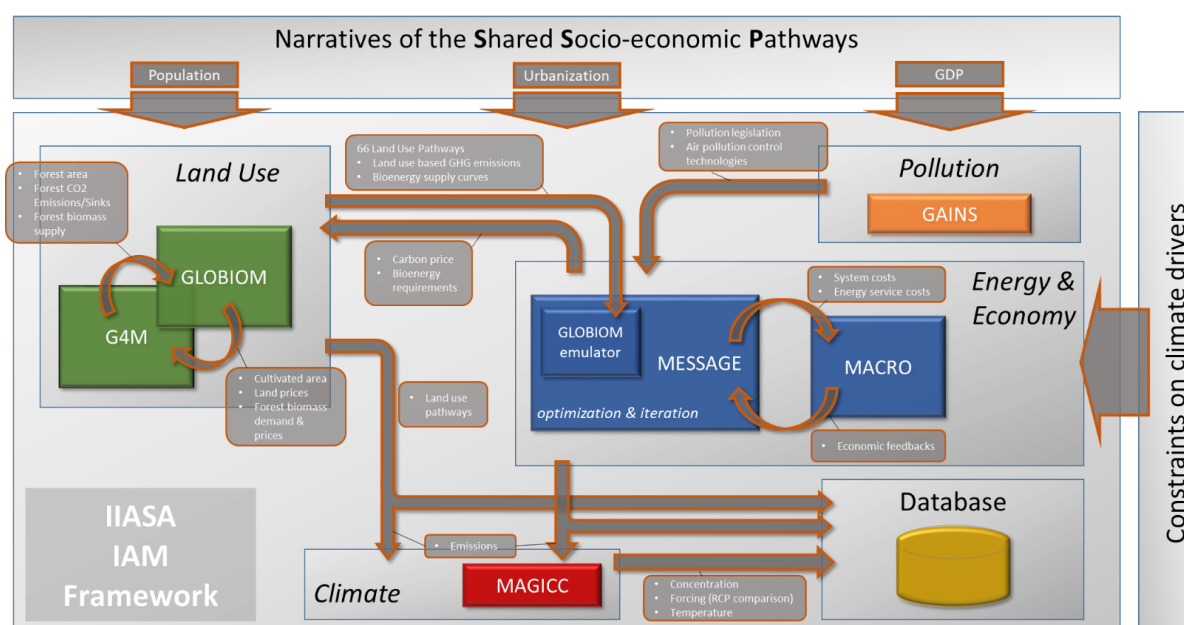 Narratives of the Shared Socio-economic Pathways
Population
Urbanization
GDP
Land Use
• Forest area
• Forest CO2
Emissions/Sinks
• Forest biomass
supply
GLOBIOM
G4M
• Cultivated area
• Land prices
• Forest biomass
demand &
prices
66 Land Use Pathways
• Land use based GHG emissions
• Bioenergy supply curves
• Carbon price
• Bioenergy
requirements
• Pollution legislation
• Air pollution control
technologies
Pollution
GAINS
Energy &
Economy
• System costs
• Energy service costs
GLOBIOM
emulator
MESSAGE
optimization & iteration
MACRO
• Economic feedbacks
• Land use
pathways
• Emissions
Climate
MAGICC
• Concentration
• Forcing (RCP comparison)
• Temperature
Database
IIASA
IAM
Framework
Constraints on climate drivers